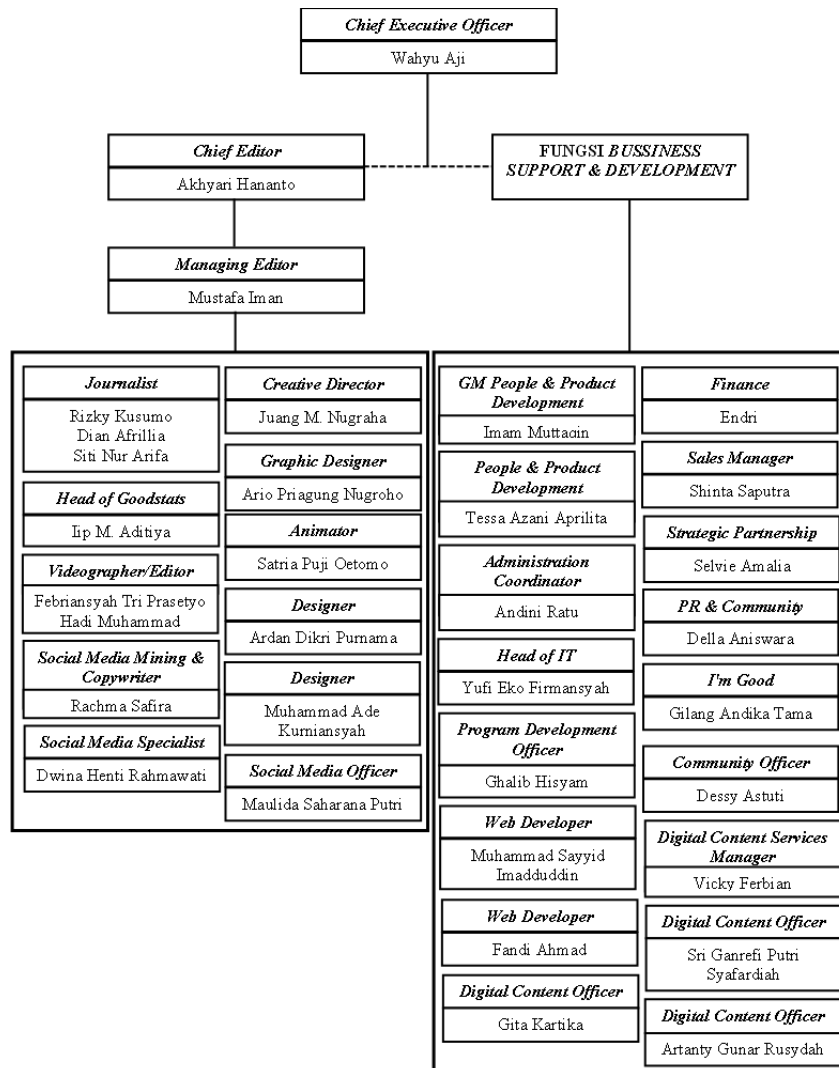 Chief Executive Officer
Wahyu Aji
Chief Editor
Akhyari Hananto
FUNGSI BUSSINESS
SUPPORT & DEVELOPMENT
Managing Editor
Mustafa Iman
Journalist
Rizky Kusumo
Dian Afrillia
Siti Nur Arifa
Head of Goodstats
Iip M. Aditiya
Videographer/Editor
Febriansyah Tri Prasetyo
Hadi Muhammad
Social Media Mining &
Copywriter
Rachma Safira
Social Media Specialist
Dwina Henti Rahmawati
Creative Director
Juang M. Nugraha
Graphic Designer
Ario Priagung Nugroho
Animator
Satria Puji Oetomo
Designer
Ardan Dikri Purnama
Designer
Muhammad Ade
Kurniansyah
Social Media Officer
Maulida Saharana Putri
GM People & Product
Development
Imam Muttaqin
People & Product
Development
Tessa Azani Aprilita
Administration
Coordinator
Andini Ratu
Head of IT
Yufi Eko Firmansyah
Program Development
Officer
Ghalib Hisyam
Web Developer
Muhammad Sayyid
Imadduddin
Web Developer
Fandi Ahmad
Digital Content Officer
Gita Kartika
Finance
Endri
Sales Manager
Shinta Saputra
Strategic Partnership
Selvie Amalia
PR & Community
Della Aniswara
I'm Good
Gilang Andika Tama
Community Officer
Dessy Astuti
Digital Content Services
Manager
Vicky Ferbian
Digital Content Officer
Sri Ganrefi Putri
Syafardiah
Digital Content Officer
Artanty Gunar Rusydah